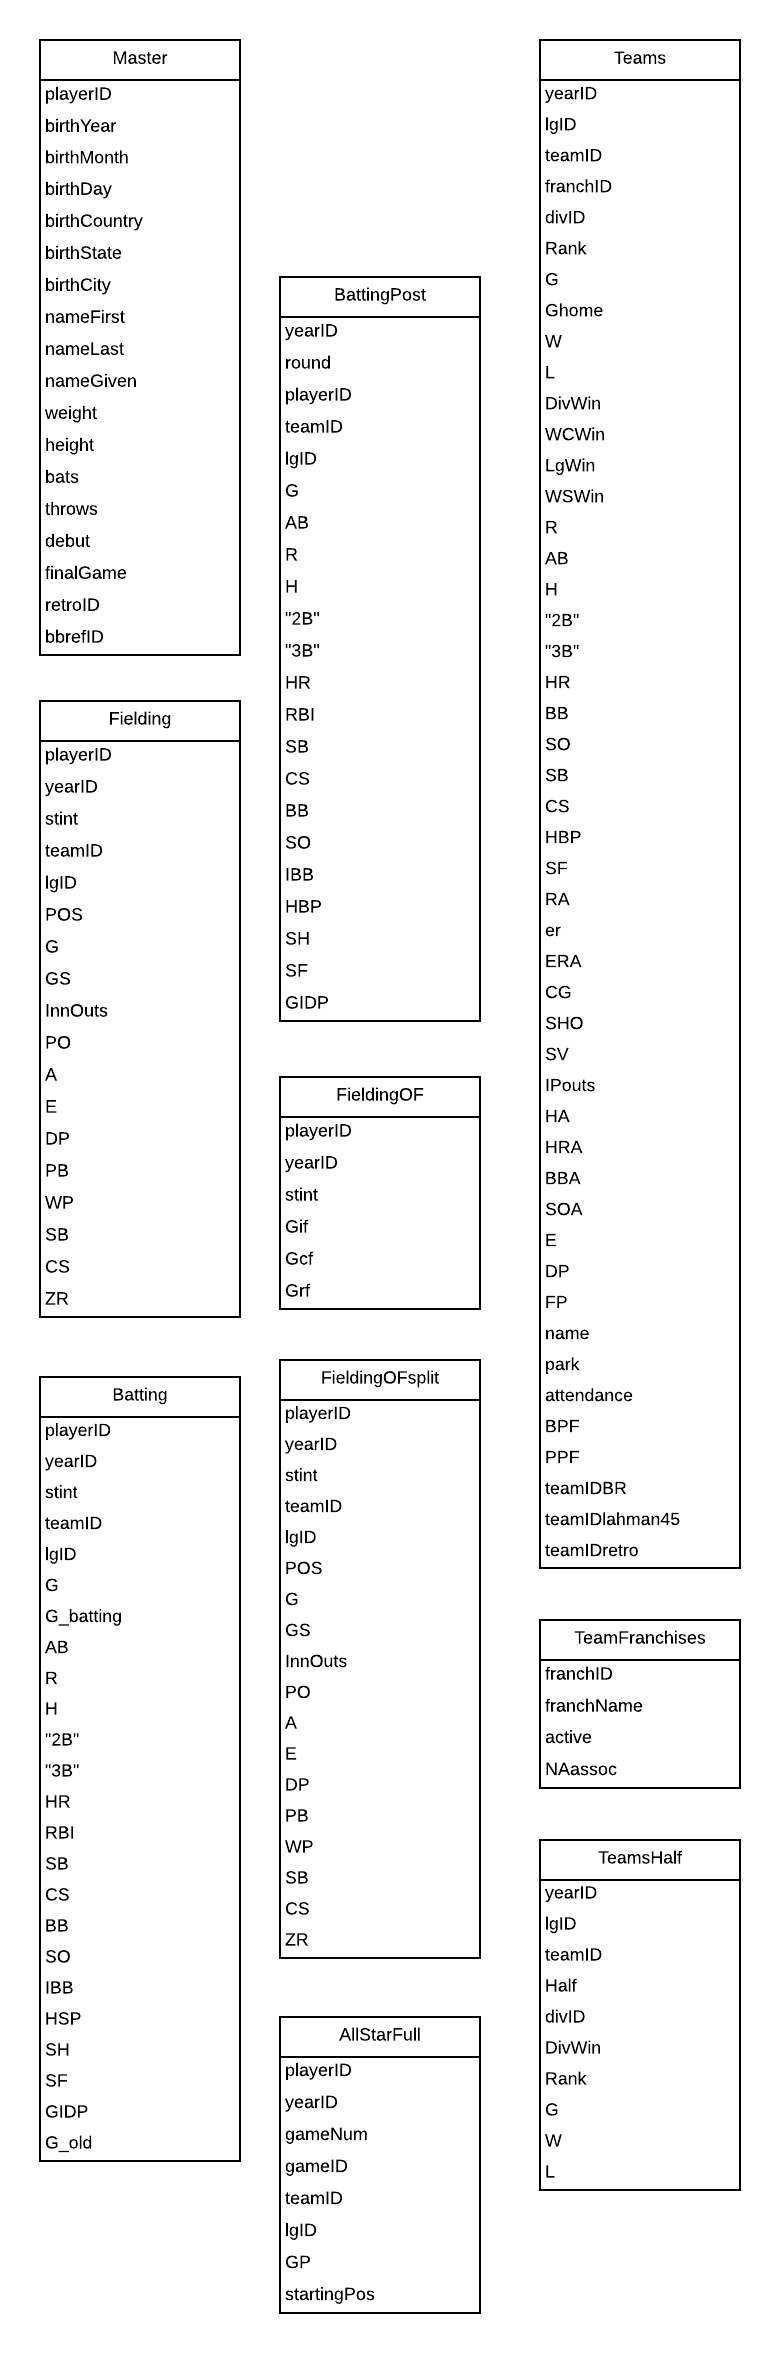 Master
playerID
birthYear
birthMonth
birthDay
birthCountry
birthState
birthCity
nameFirst
nameLast
nameGiven
weight
height
bats
throws
debut
finalGame
retroID
bbrefID
Fielding
playerID
yearID
stint
teamID
lgID
POS
G
GS
InnOuts
PO
A
E
DP
PB
WP
SB
CS
ZR
Batting
playerID
yearID
stint
teamID
lgID
G
G_batting
AB
R
H
"2B"
"3B"
HR
RBI
SB
CS
BB
SO
IBB
HSP
SH
SF
GIDP
G_old
BattingPost
yearID
round
playerID
teamID
lgID
G
AB
R
H
"2B"
"3B"
HR
RBI
SB
CS
BB
SO
IBB
HBP
SH
SF
GIDP
FieldingOF
playerID
yearID
stint
Gif
Gcf
Grf
FieldingOFsplit
playerID
yearID
stint
teamID
lgID
POS
G
GS
InnOuts
PO
A
E
DP
PB
WP
SB
CS
ZR
AllStarFull
playerID
yearID
gameNum
gameID
teamID
lgID
GP
startingPos
Teams
yearID
lgID
teamID
franchID
divID
Rank
G
Ghome
W
L
DivWin
WCWin
LgWin
WSWin
R
AB
H
"2B"
"3B"
HR
BB
SO
SB
CS
HBP
SF
RA
er
ERA
CG
SHO
SV
IPouts
HA
HRA
BBA
SOA
E
DP
FP
name
park
attendance
BPF
PPF
teamIDBR
teamIDlahman45
teamIDretro
TeamFranchises
franchID
franchName
active
NAassoc
TeamsHalf
yearID
lgID
teamID
Half
divID
DivWin
Rank
G
W
L